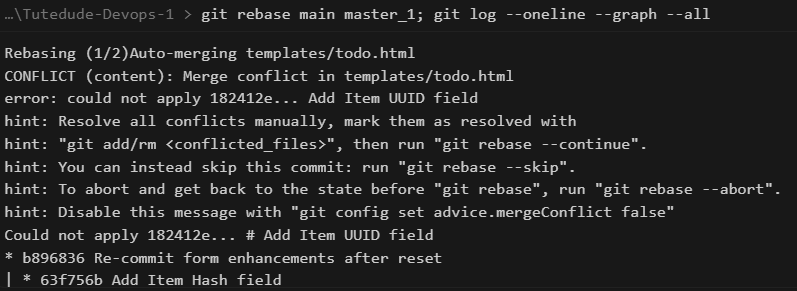 …\Tutedude-Devops-1 > git rebase main master_1; git log --oneline --graph --all
Rebasing (1/2)Auto-merging templates/todo.html
CONFLICT (content): Merge conflict in templates/todo.html
error: could not apply 182412e... Add Item UUID field
hint: Resolve all conflicts manually, mark them as resolved with
hint: "git add/rm <conflicted_files>", then run "git rebase --continue".
hint: You can instead skip this commit: run "git rebase --skip".
hint: To abort and get back to the state before "git rebase", run "git rebase --abort".
hint: Disable this message with "git config set advice.mergeConflict false"
Could not apply 182412e... # Add Item UUID field
* b896836 Re-commit form enhancements after reset
| * 63f756b Add Item Hash field